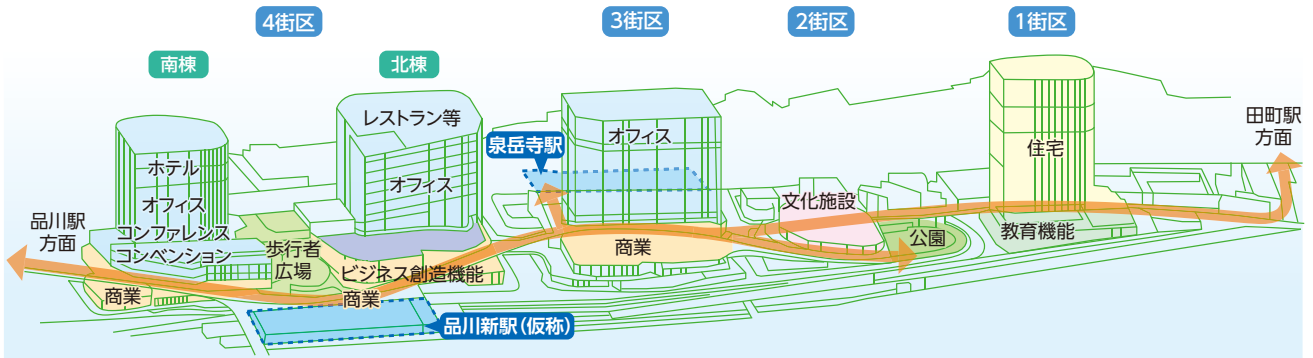 4街区
3街区
2街区
1街区
南棟
北棟
レストラン等
オフィス
泉岳寺駅
オフィス
住宅
田町駅
方面
ホテル
オフィス
コンファレンス
コンベンション
品川駅
方面
歩行者
広場
文化施設
公園
教育機能
商業
ビジネス創造機能
商業
商業
品川新駅(仮称)